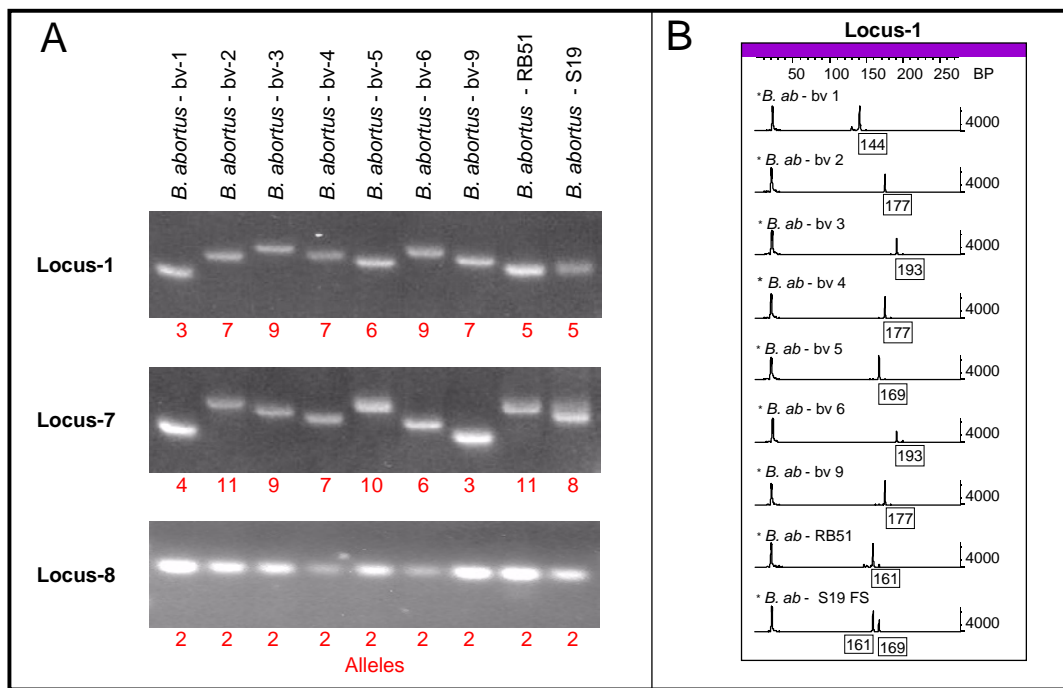 A
B. abortus - bv-1
B. abortus - bv-2
B. abortus - bv-3
B. abortus - bv-4
B. abortus - bv-5
B. abortus - bv-6
B. abortus - bv-9
B. abortus - RB51
B. abortus - S19
Locus-1
3 7 9 7 6 9 7 5 5
Locus-7
4 11 9 7 10 6 3 11 8
Locus-8
2 2 2 2 2 2 2 2 2
Alleles
B
Locus-1
50 150 200 250 BP
*B. ab - bv 1
4000
144
* B. ab - bv 2
4000
177
* B. ab - bv 3
4000
193
* B. ab - bv 4
4000
177
* B. ab - bv 5
4000
169
* B. ab - bv 6
4000
193
* B. ab - bv 9
4000
177
* B. ab - RB51
4000
161
* B. ab - S19 FS
4000
161 169